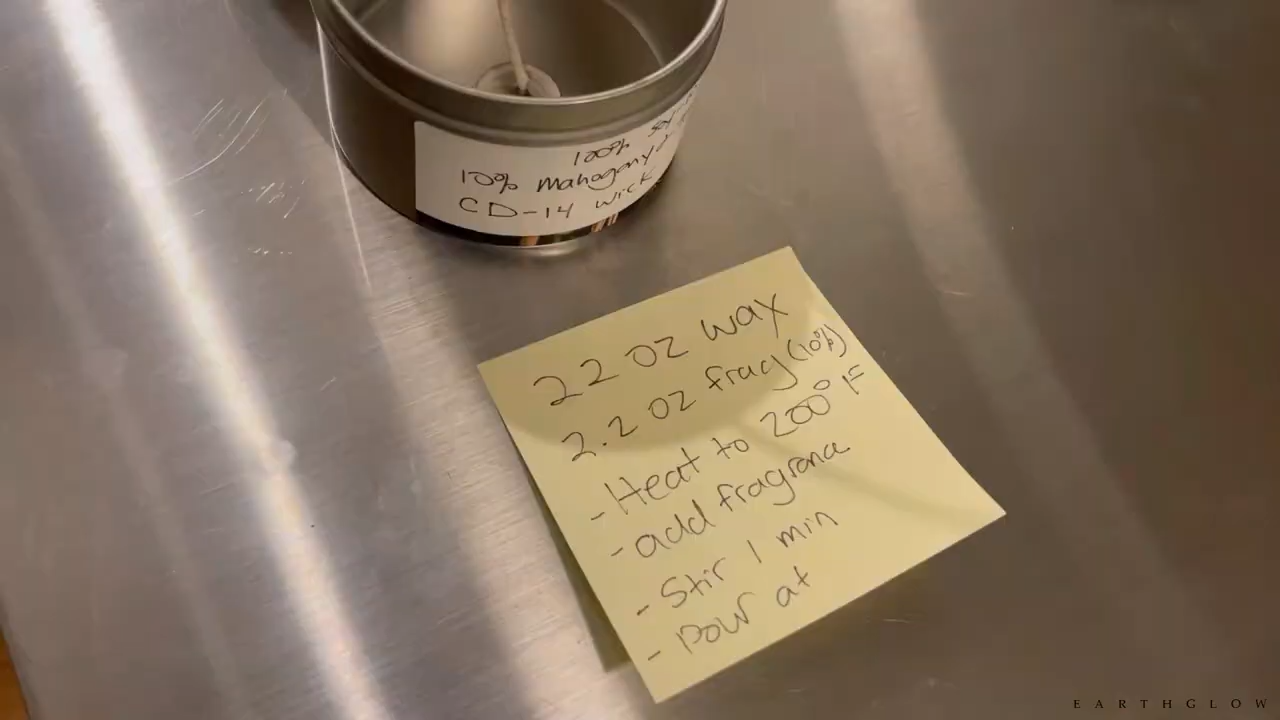 100% soy
10% Mahogany
CD-14 wick
22 oz wax
2.2 oz frag (10%)
- Heat to 200° F
- add fragrance
- Stir 1 min
- Pour at
EARTHGLOW